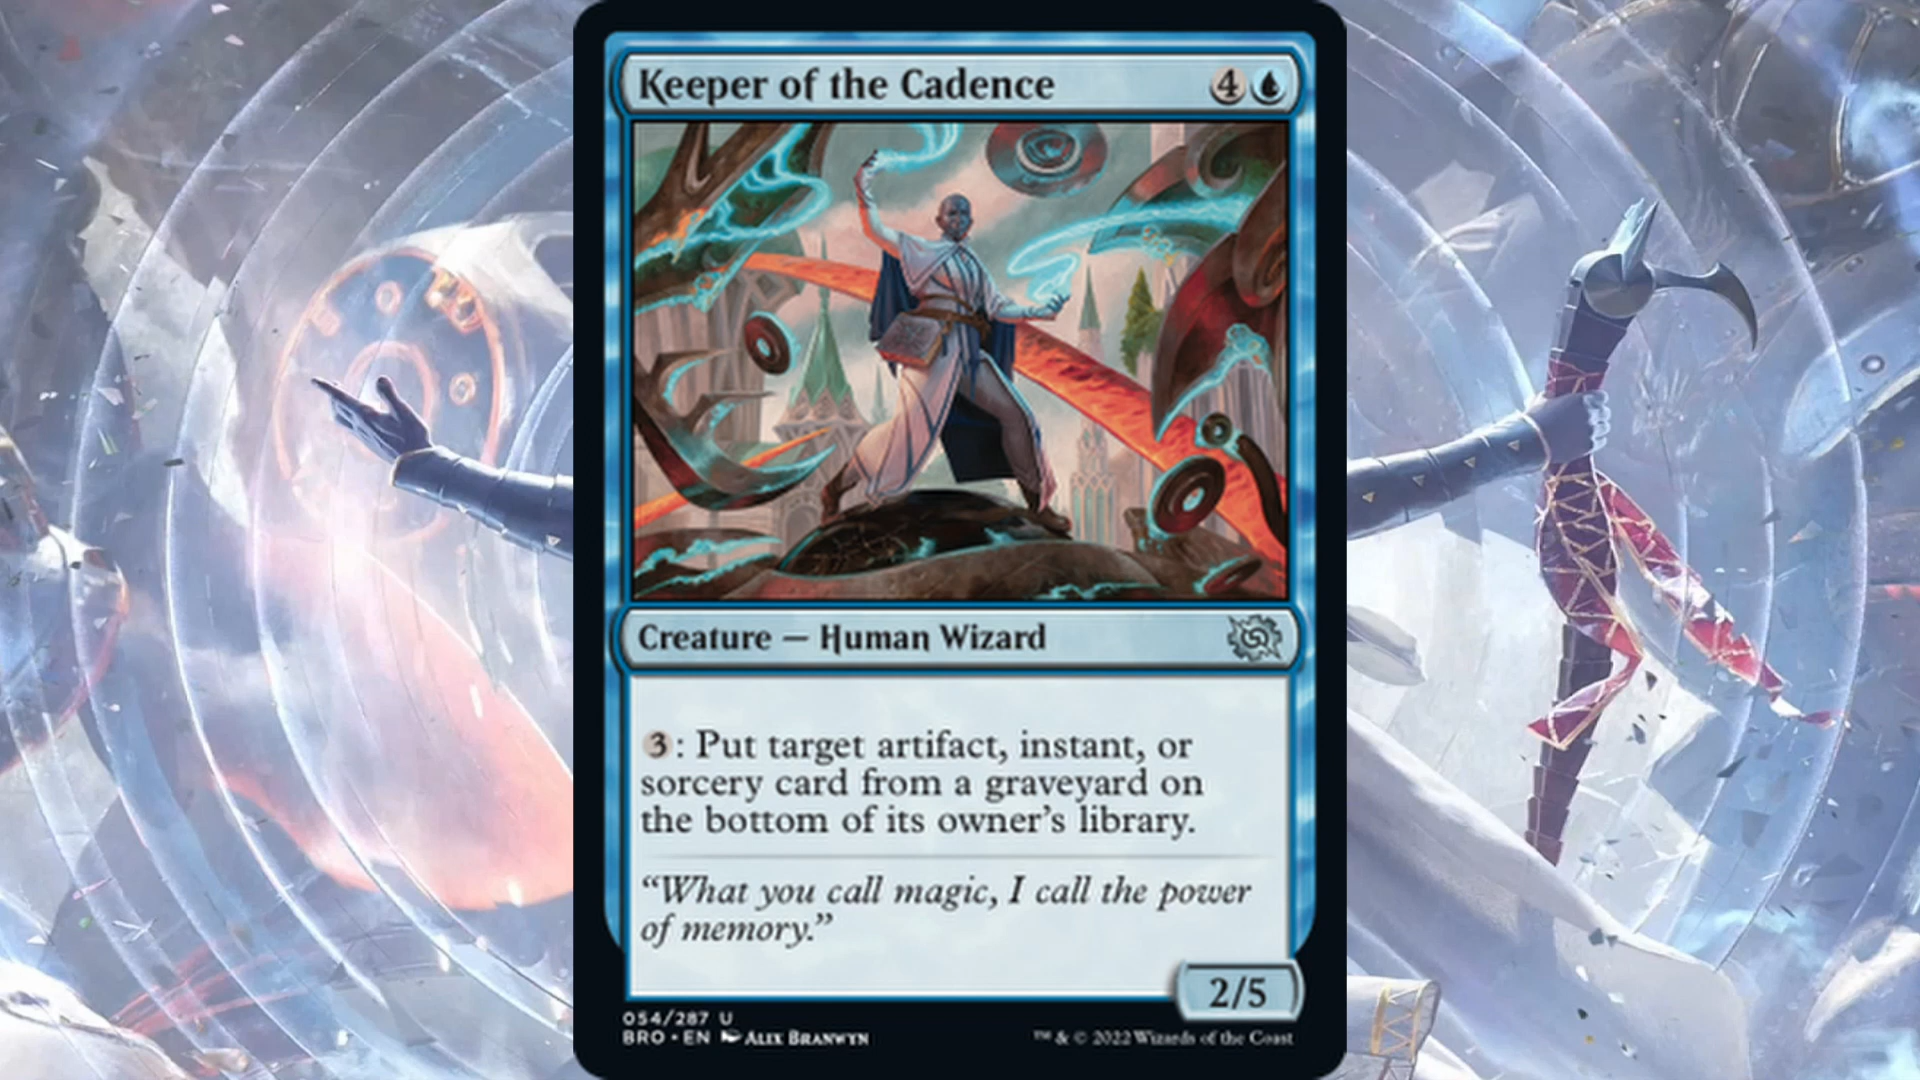 Keeper of the Cadence 4
Creature — Human Wizard
3: Put target artifact, instant, or
sorcery card from a graveyard on
the bottom of its owner's library.
“What you call magic, I call the power
of memory.”
2/5
054/287 U
BRO • EN Alix Branwyn
™ & © 2022 Wizards of the Coast